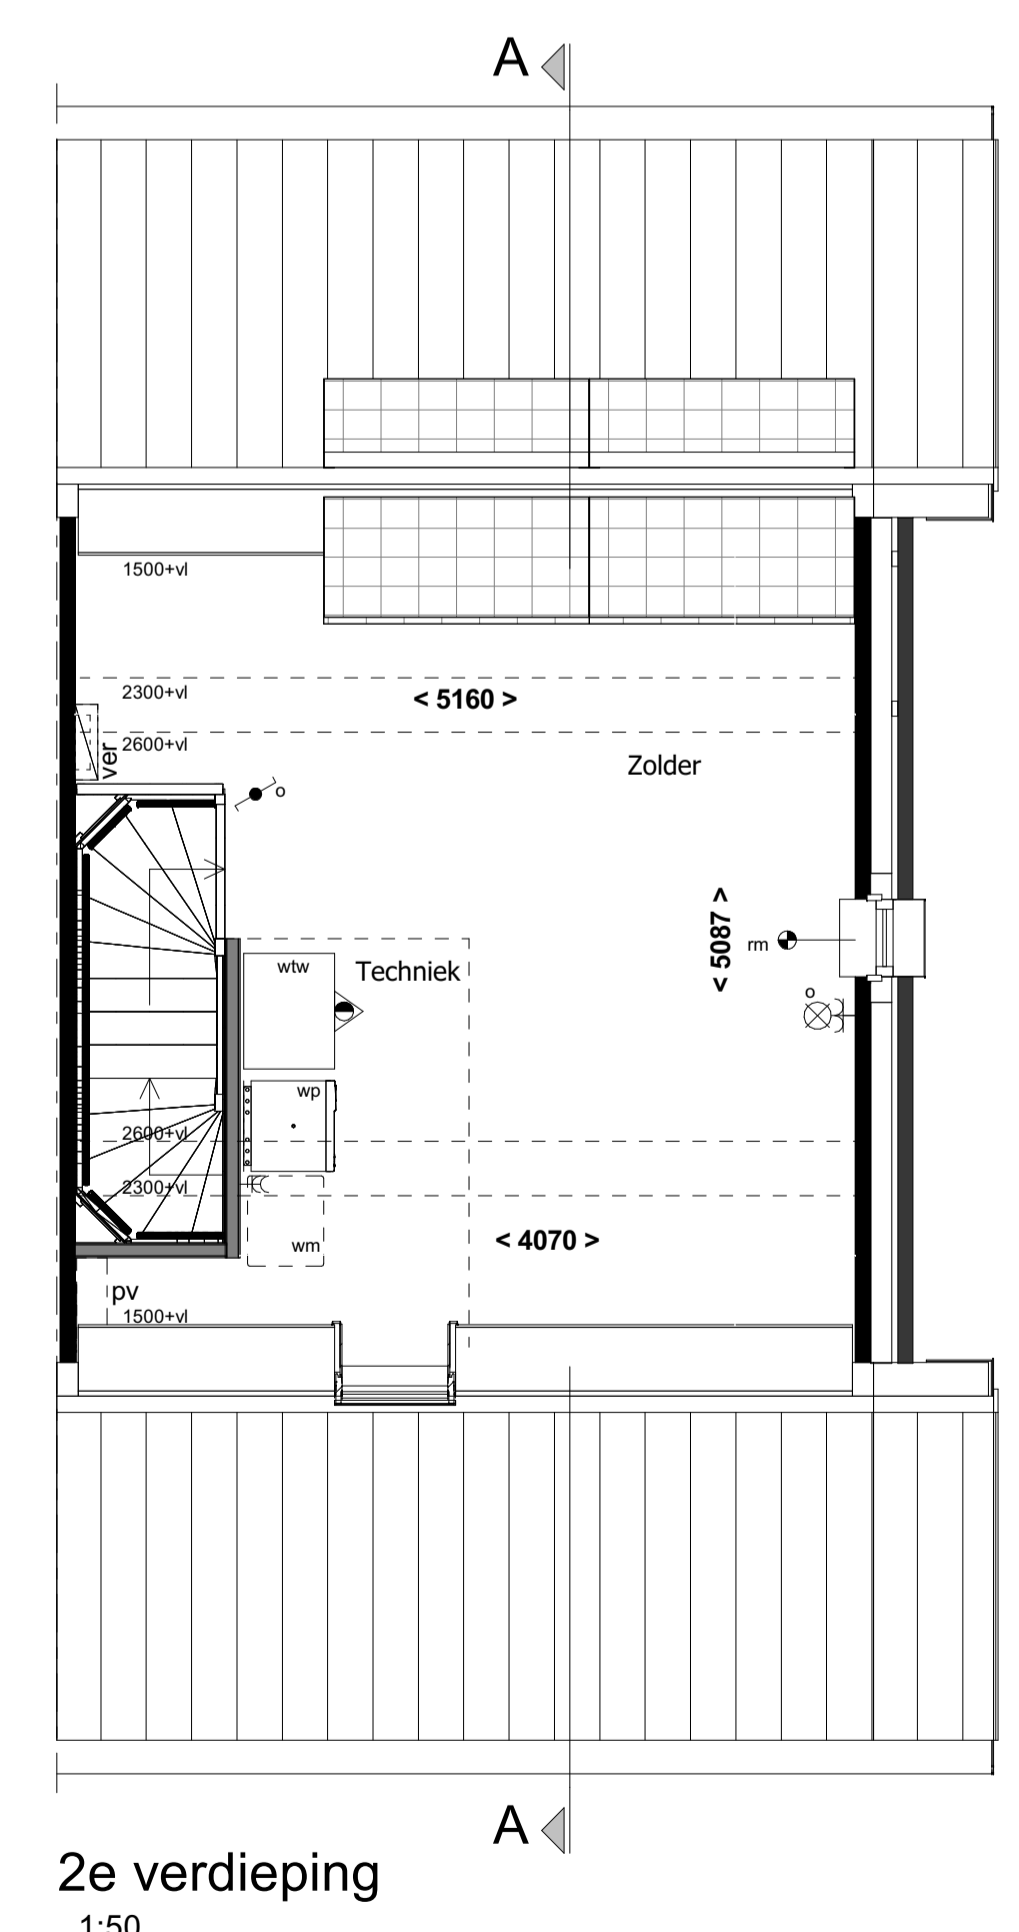 A
1500+vl
2300+vl
< 5160 >
2600+vl
ver
Zolder
o
< 5087 >
rm
wtw
Techniek
o
wp
2600+vl
2300+vl
wm
< 4070 >
pv
1500+vl
A
2e verdieping
1:50